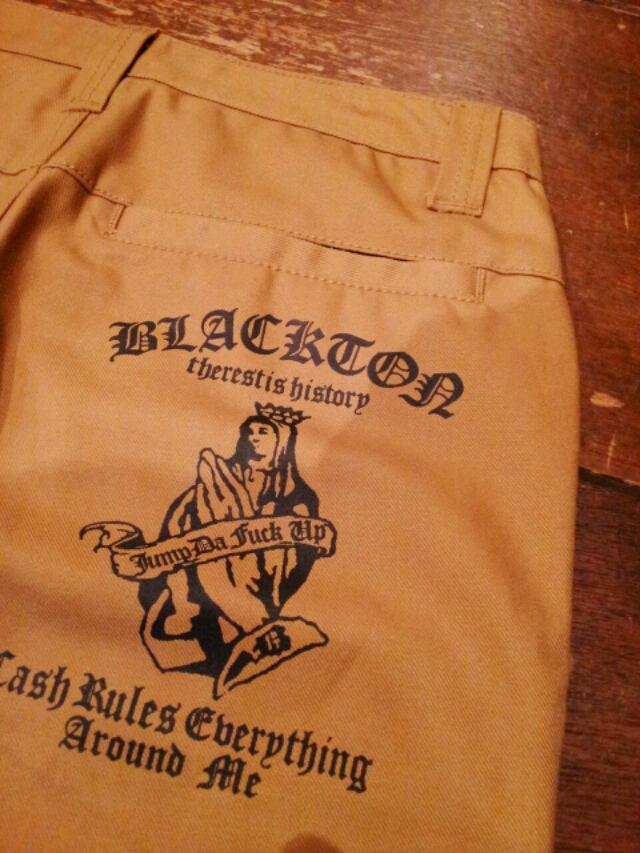 BLACKTON
therestis history
Jump Da Fuck Up
B
Cash Rules Everything
Around Me